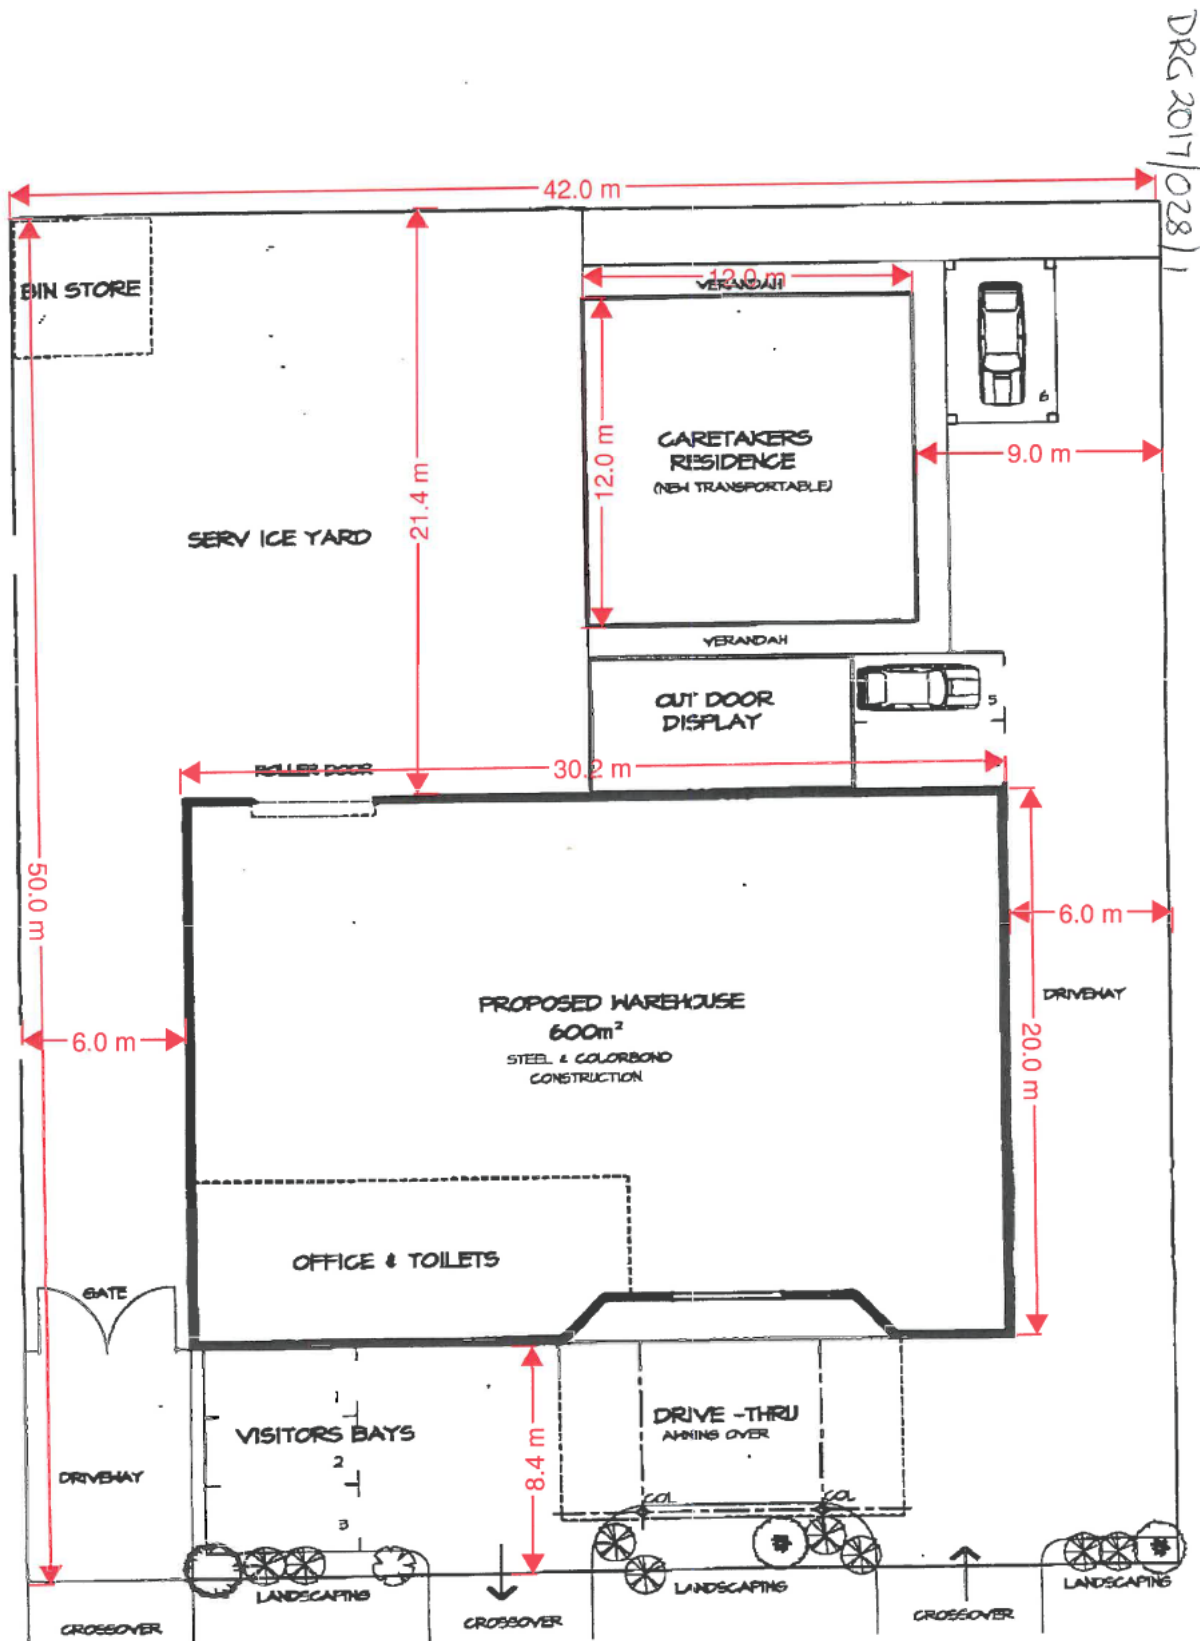 DRG 2017/028/1
42.0 m
BIN STORE
12.0 m
VERANDAH
6
CARETAKERS
RESIDENCE
(NEW TRANSPORTABLE)
12.0 m
9.0 m
21.4 m
SERV ICE YARD
VERANDAH
OUT DOOR
DISPLAY
5
ROLLER DOOR
30.2 m
50.0 m
6.0 m
DRIVEWAY
PROPOSED WAREHOUSE
600m²
STEEL & COLORBOND
CONSTRUCTION
6.0 m
20.0 m
OFFICE & TOILETS
GATE
1
VISITORS BAYS
2
3
DRIVEWAY
8.4 m
DRIVE -THRU
AWNING OVER
COL
COL
LANDSCAPING
LANDSCAPING
LANDSCAPING
CROSSOVER
CROSSOVER
CROSSOVER